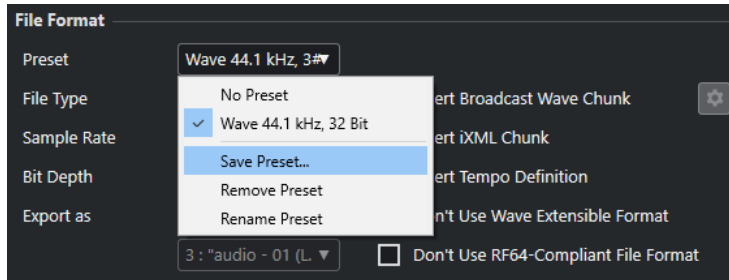 File Format
Preset
Wave 44.1 kHz, 3
No Preset
File Type
ert Broadcast Wave Chunk
Wave 44.1 kHz, 32 Bit
Sample Rate
ert iXML Chunk
Save Preset...
Bit Depth
ert Tempo Definition
Remove Preset
Export as
Rename Preset
n't Use Wave Extensible Format
3 : "audio - 01 (L.
Don't Use RF64-Compliant File Format